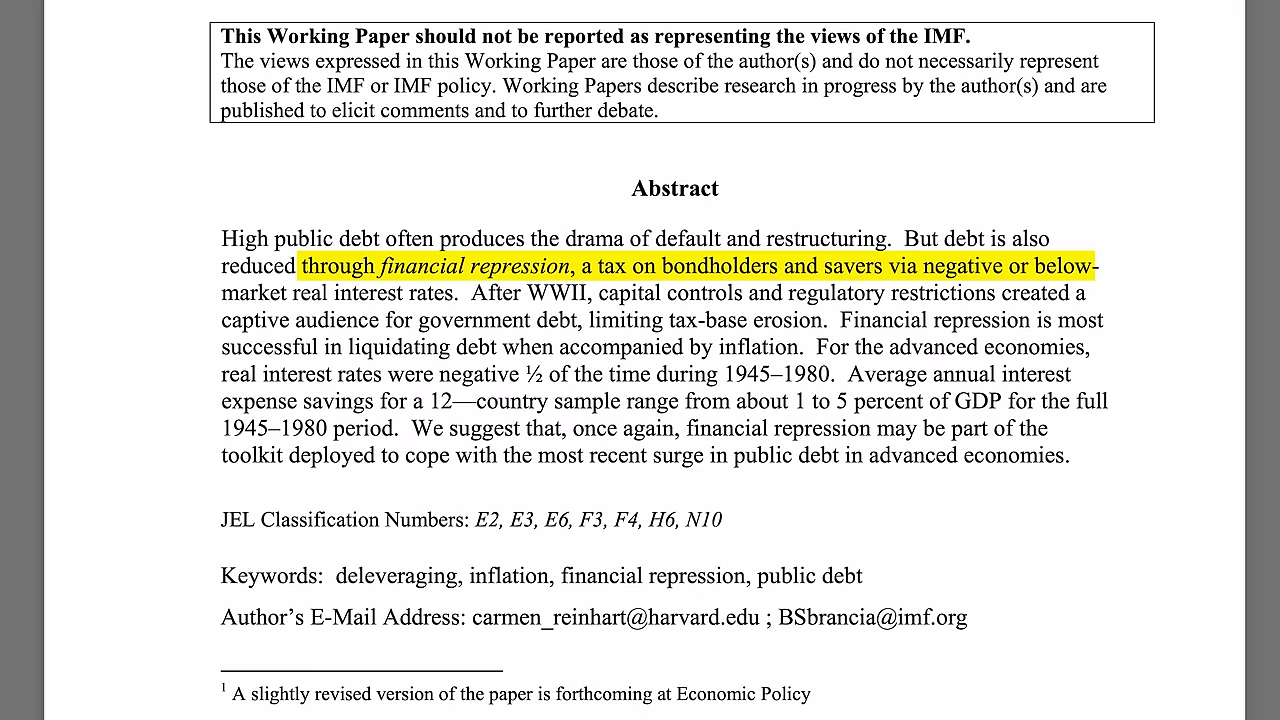 This Working Paper should not be reported as representing the views of the IMF.
The views expressed in this Working Paper are those of the author(s) and do not necessarily represent
those of the IMF or IMF policy. Working Papers describe research in progress by the author(s) and are
published to elicit comments and to further debate.
Abstract
High public debt often produces the drama of default and restructuring. But debt is also
reduced through financial repression, a tax on bondholders and savers via negative or below-
market real interest rates. After WWII, capital controls and regulatory restrictions created a
captive audience for government debt, limiting tax-base erosion. Financial repression is most
successful in liquidating debt when accompanied by inflation. For the advanced economies,
real interest rates were negative ½ of the time during 1945–1980. Average annual interest
expense savings for a 12—country sample range from about 1 to 5 percent of GDP for the full
1945–1980 period. We suggest that, once again, financial repression may be part of the
toolkit deployed to cope with the most recent surge in public debt in advanced economies.
JEL Classification Numbers: E2, E3, E6, F3, F4, H6, N10
Keywords: deleveraging, inflation, financial repression, public debt
Author’s E-Mail Address: carmen_reinhart@harvard.edu ; BSbrancia@imf.org
1 A slightly revised version of the paper is forthcoming at Economic Policy